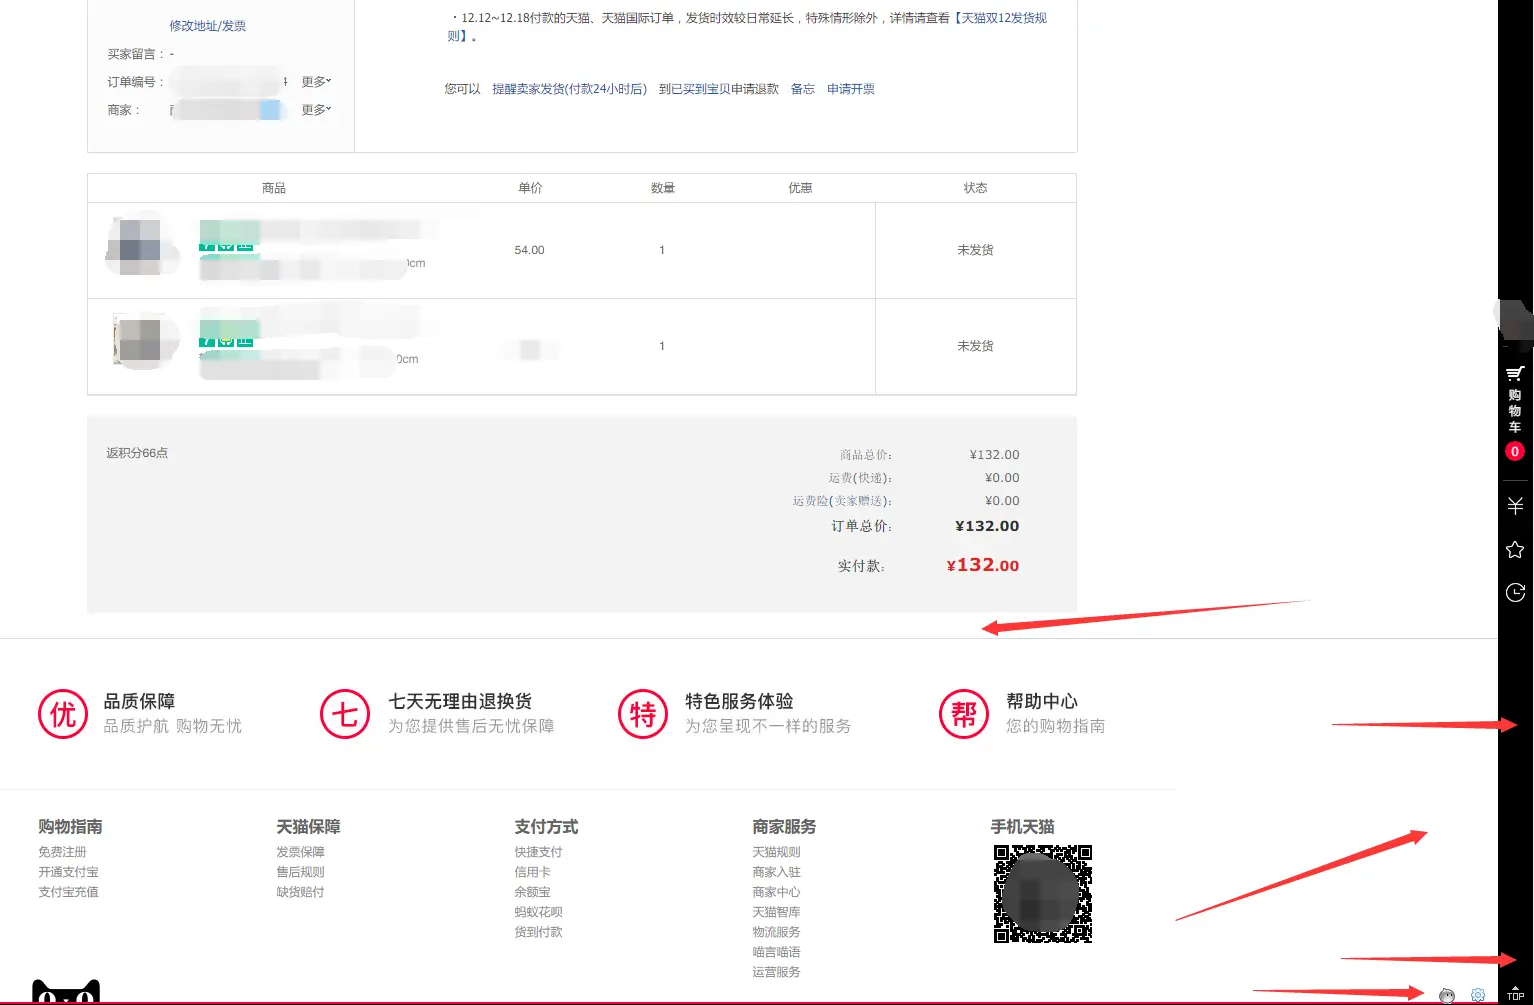 修改地址/发票
买家留言：-
订单编号： 更多
商家： 更多
·12.12~12.18付款的天猫、天猫国际订单，发货时效较日常延长，特殊情形除外，详情请查看【天猫双12发货规
则】。
您可以 提醒卖家发货(付款24小时后) 到已买到宝贝申请退款 备忘 申请开票
商品 单价 数量 优惠 状态
0cm 54.00 1 未发货
0cm 1 未发货
返积分66点
商品总价： ¥132.00
运费(快递)： ¥0.00
运费险(卖家赠送)： ¥0.00
订单总价： ¥132.00
实付款： ¥132.00
购物车
0
优 品质保障
品质护航 购物无忧
七 七天无理由退换货
为您提供售后无忧保障
特 特色服务体验
为您呈现不一样的服务
帮 帮助中心
您的购物指南
购物指南
免费注册
开通支付宝
支付宝充值
天猫保障
发票保障
售后规则
缺货赔付
支付方式
快捷支付
信用卡
余额宝
蚂蚁花呗
货到付款
商家服务
天猫规则
商家入驻
商家中心
天猫智库
物流服务
喵言喵语
运营服务
手机天猫
TOP